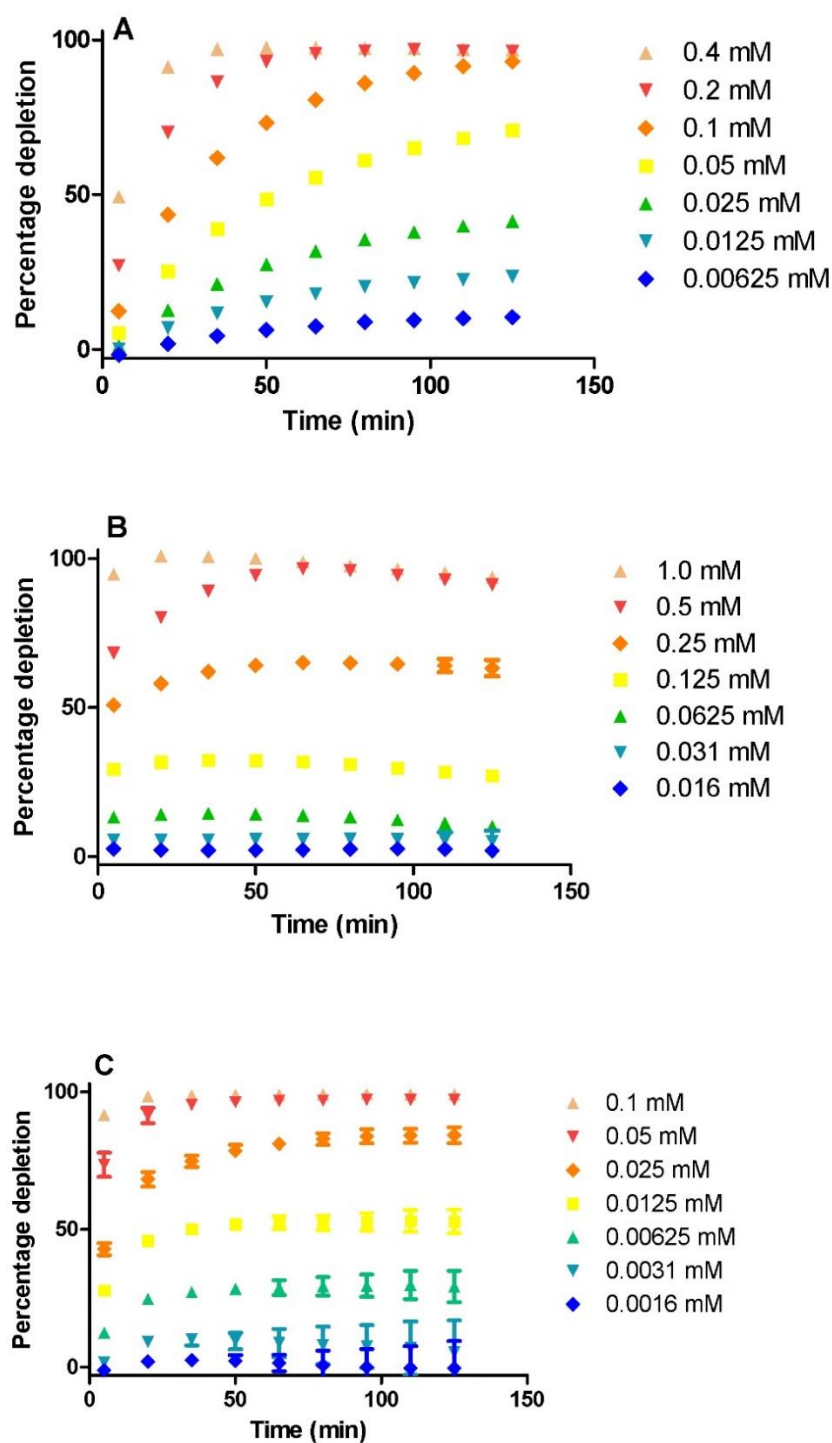 A
100
50
0
0
50
100
150
Percentage depletion
Time (min)
0.4 mM
0.2 mM
0.1 mM
0.05 mM
0.025 mM
0.0125 mM
0.00625 mM
B
100
50
0
0
50
100
150
Percentage depletion
Time (min)
1.0 mM
0.5 mM
0.25 mM
0.125 mM
0.0625 mM
0.031 mM
0.016 mM
C
100
50
0
0
50
100
150
Percentage depletion
Time (min)
0.1 mM
0.05 mM
0.025 mM
0.0125 mM
0.00625 mM
0.0031 mM
0.0016 mM